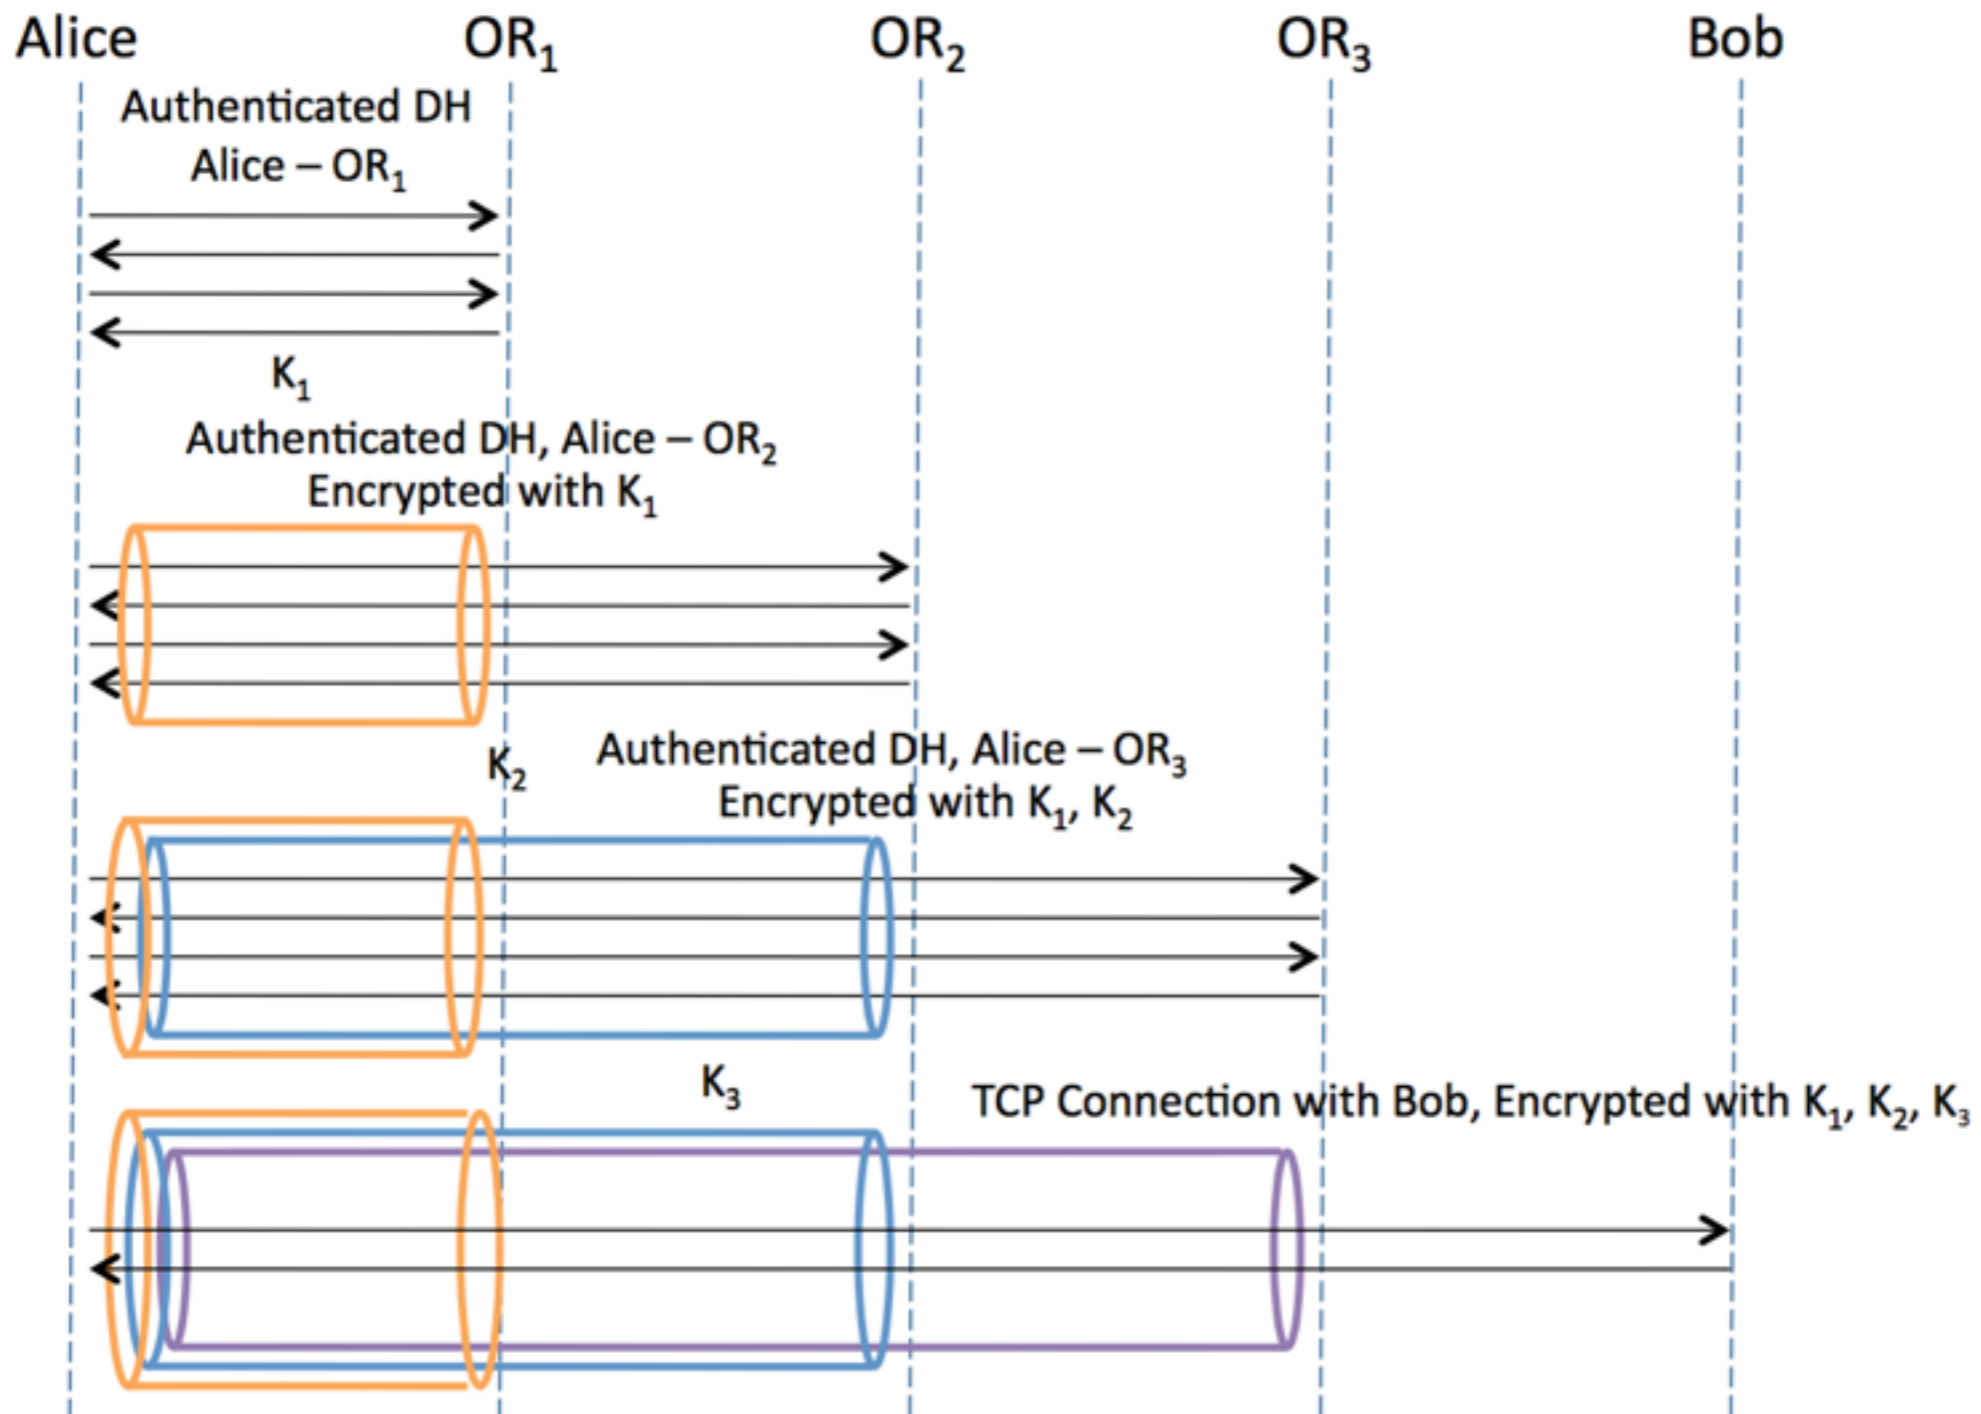 Alice OR₁ OR₂ OR₃ Bob
Authenticated DH
Alice – OR₁
K₁
Authenticated DH, Alice – OR₂
Encrypted with K₁
K₂
Authenticated DH, Alice – OR₃
Encrypted with K₁, K₂
K₃
TCP Connection with Bob, Encrypted with K₁, K₂, K₃